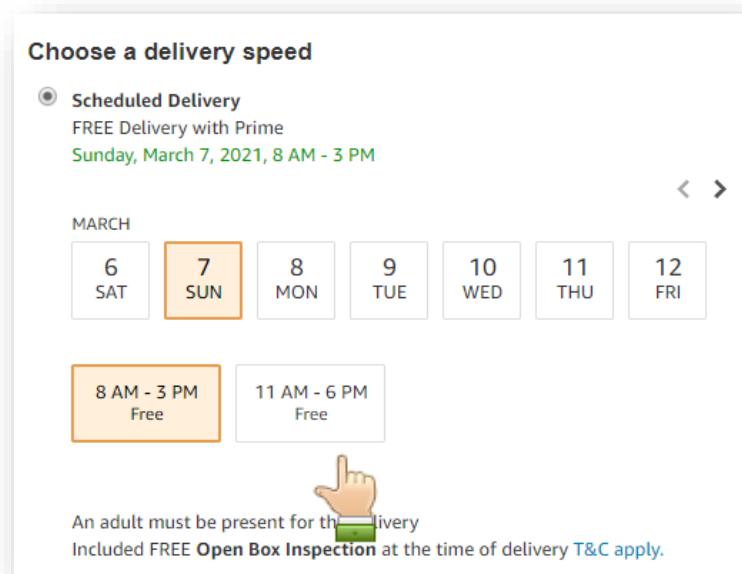 Choose a delivery speed
Scheduled Delivery
FREE Delivery with Prime
Sunday, March 7, 2021, 8 AM - 3 PM
MARCH
6 7 8 9 10 11 12
SAT SUN MON TUE WED THU FRI
8 AM - 3 PM 11 AM - 6 PM
Free Free
An adult must be present for
Included FREE Open Box Inspection at the time of delivery T&C apply.